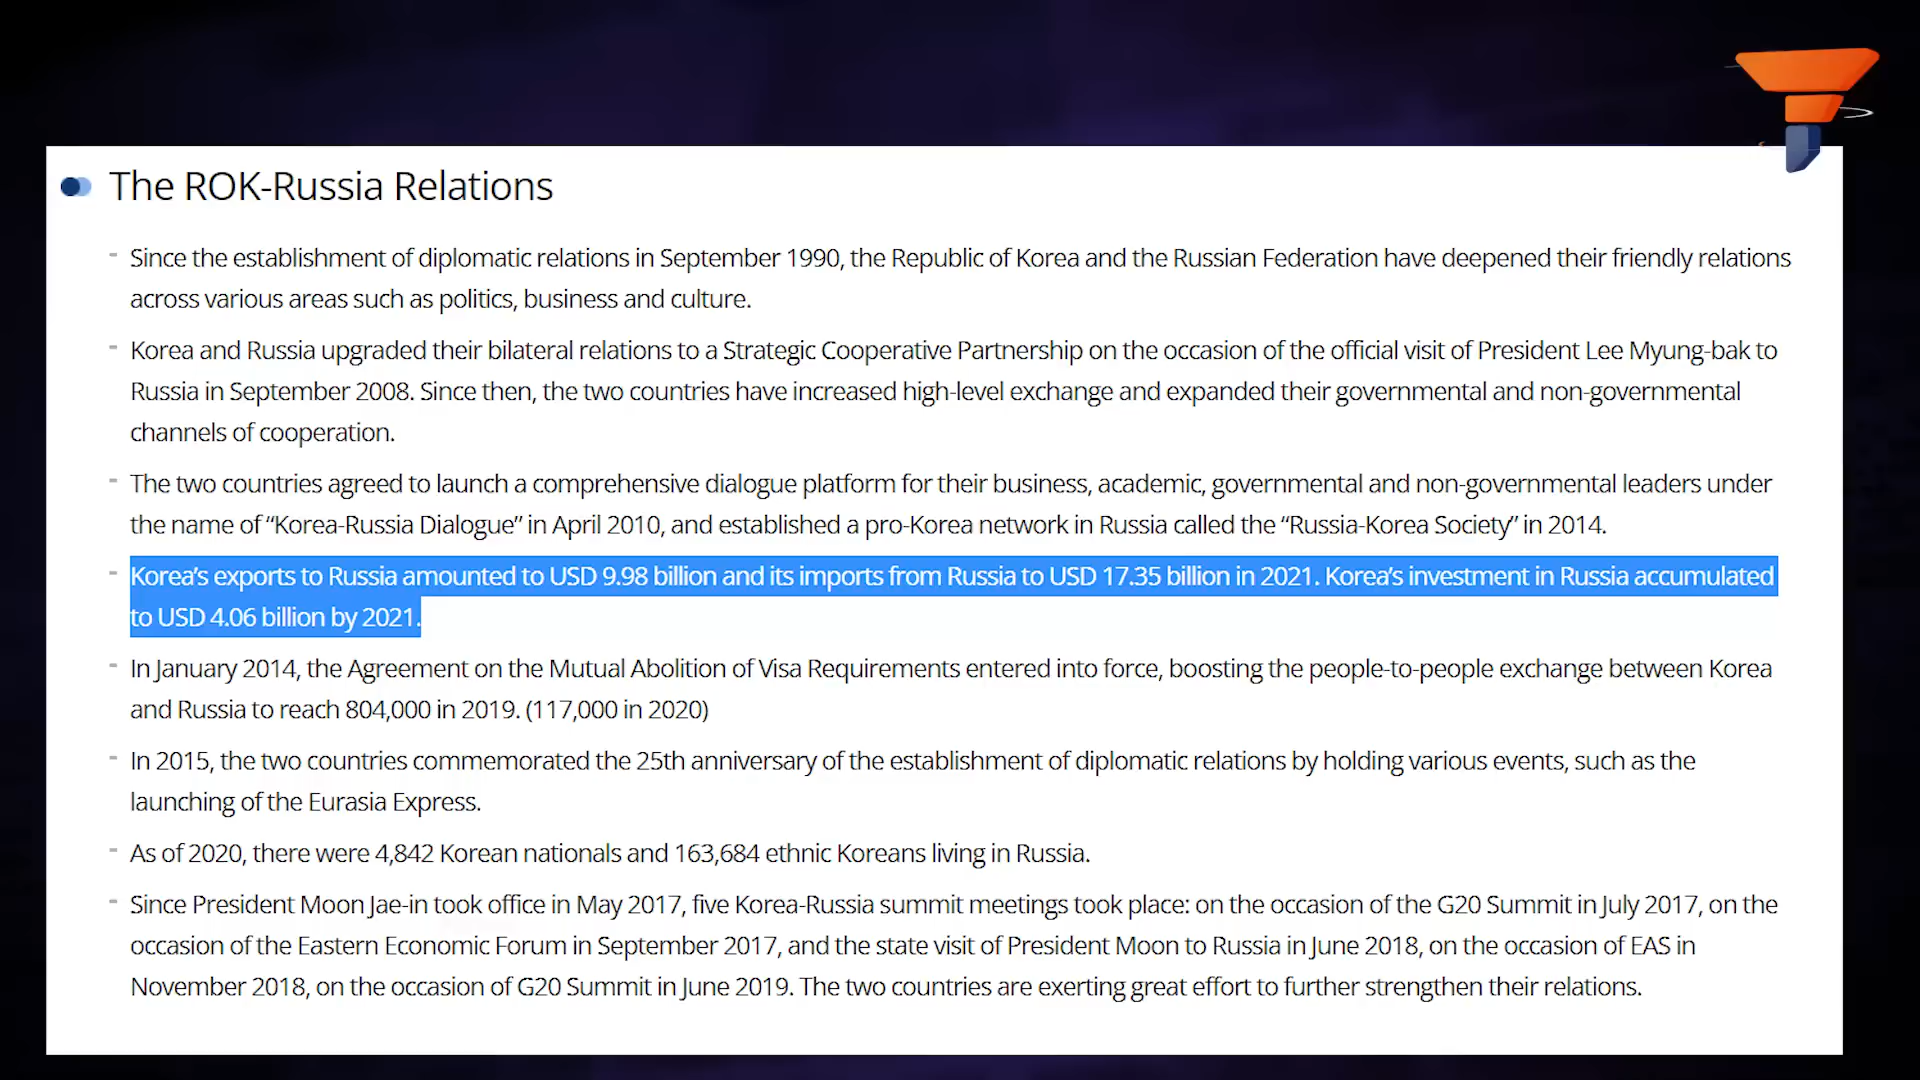 The ROK-Russia Relations
- Since the establishment of diplomatic relations in September 1990, the Republic of Korea and the Russian Federation have deepened their friendly relations
across various areas such as politics, business and culture.
- Korea and Russia upgraded their bilateral relations to a Strategic Cooperative Partnership on the occasion of the official visit of President Lee Myung-bak to
Russia in September 2008. Since then, the two countries have increased high-level exchange and expanded their governmental and non-governmental
channels of cooperation.
- The two countries agreed to launch a comprehensive dialogue platform for their business, academic, governmental and non-governmental leaders under
the name of “Korea-Russia Dialogue” in April 2010, and established a pro-Korea network in Russia called the “Russia-Korea Society” in 2014.
- Korea’s exports to Russia amounted to USD 9.98 billion and its imports from Russia to USD 17.35 billion in 2021. Korea’s investment in Russia accumulated
to USD 4.06 billion by 2021.
- In January 2014, the Agreement on the Mutual Abolition of Visa Requirements entered into force, boosting the people-to-people exchange between Korea
and Russia to reach 804,000 in 2019. (117,000 in 2020)
- In 2015, the two countries commemorated the 25th anniversary of the establishment of diplomatic relations by holding various events, such as the
launching of the Eurasia Express.
- As of 2020, there were 4,842 Korean nationals and 163,684 ethnic Koreans living in Russia.
- Since President Moon Jae-in took office in May 2017, five Korea-Russia summit meetings took place: on the occasion of the G20 Summit in July 2017, on the
occasion of the Eastern Economic Forum in September 2017, and the state visit of President Moon to Russia in June 2018, on the occasion of EAS in
November 2018, on the occasion of G20 Summit in June 2019. The two countries are exerting great effort to further strengthen their relations.